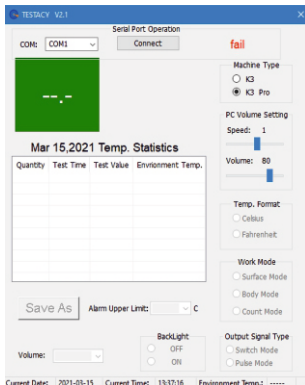 TESTACY V2.1
Serial Port Operation
COM: COM1 Connect fail
Machine Type
K3
K3 Pro
--.-
PC Volume Setting
Speed: 1
Volume: 80
Mar 15,2021 Temp. Statistics
Quantity Test Time Test Value Envrionment Temp.
Temp. Format
Celsius
Fahrenheit
Work Mode
Surface Mode
Body Mode
Count Mode
Save As Alarm Upper Limit: C
BackLight
OFF
ON
Volume:
Output Signal Type
Switch Mode
Pulse Mode
Current Date: 2021-03-15 Current Time: 13:37:16 Environment Temp.: -----